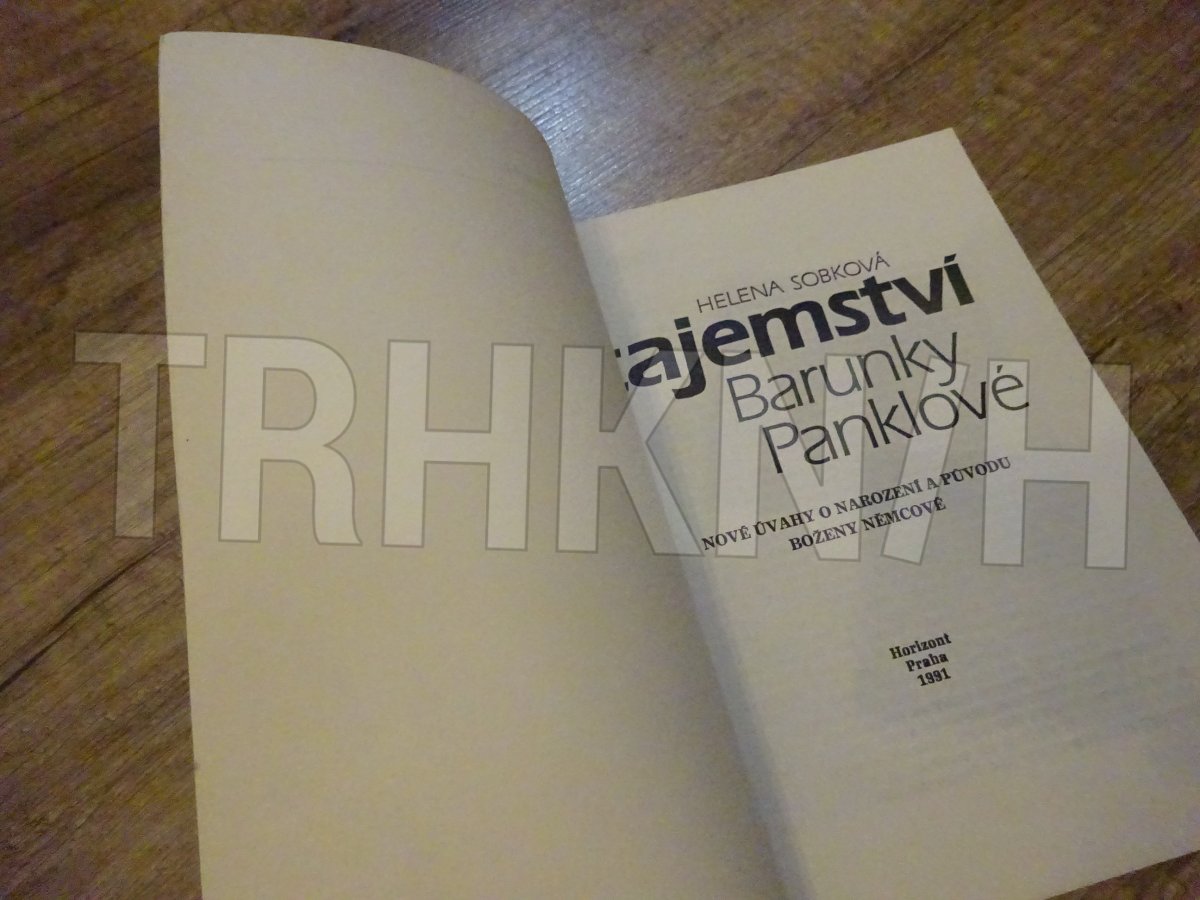 HELENA SOBKOVÁ
tajemství
Barunky
Panklové
NOVÉ ÚVAHY O NAROZENÍ A PŮVODU
BOŽENY NĚMCOVÉ
Horizont
Praha
1991
TRHKNIH